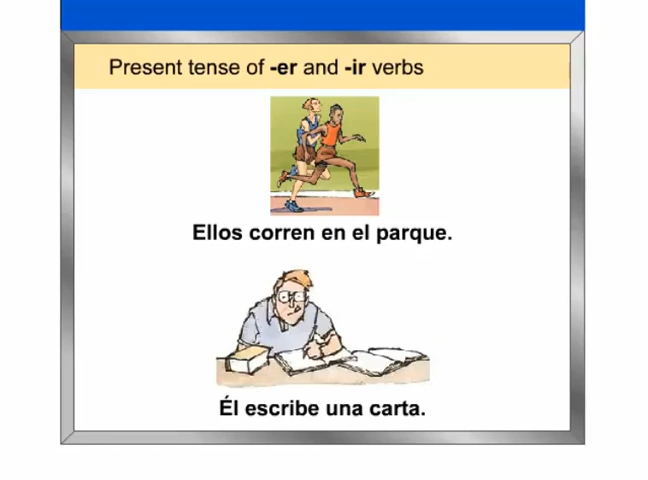 Present tense of -er and -ir verbs
Ellos corren en el parque.
Él escribe una carta.